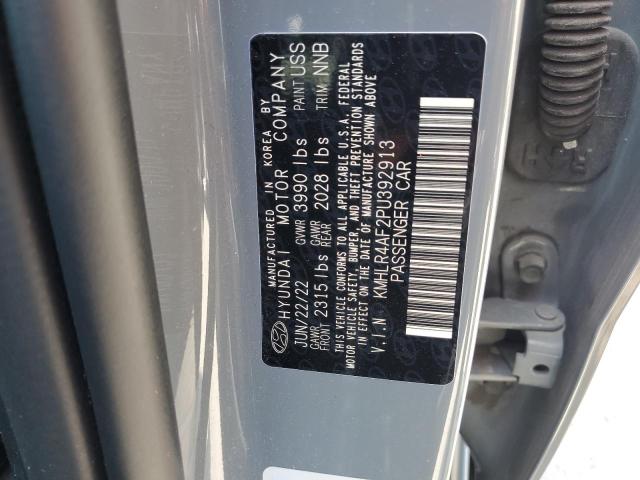 MANUFACTURED IN KOREA BY
HYUNDAI MOTOR COMPANY
JUN/22/22 GVWR 3990 lbs PAINT USS
GAWR FRONT 2315 lbs GAWR REAR 2028 lbs TRIM NNB
THIS VEHICLE CONFORMS TO ALL APPLICABLE U.S.A. FEDERAL
MOTOR VEHICLE SAFETY, BUMPER, AND THEFT PREVENTION STANDARDS
IN EFFECT ON THE DATE OF MANUFACTURE SHOWN ABOVE
V.I.N KMHLR4AF2PU392913
PASSENGER CAR